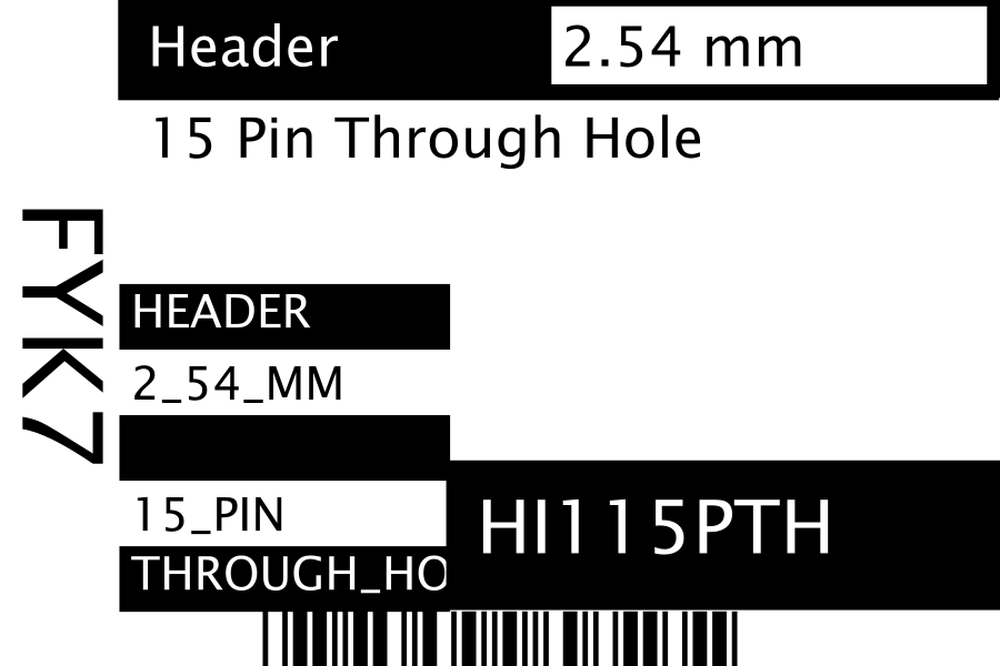 Header
2.54 mm
15 Pin Through Hole
FYK7
HEADER
2_54_MM
15_PIN
THROUGH_HO
HI115PTH